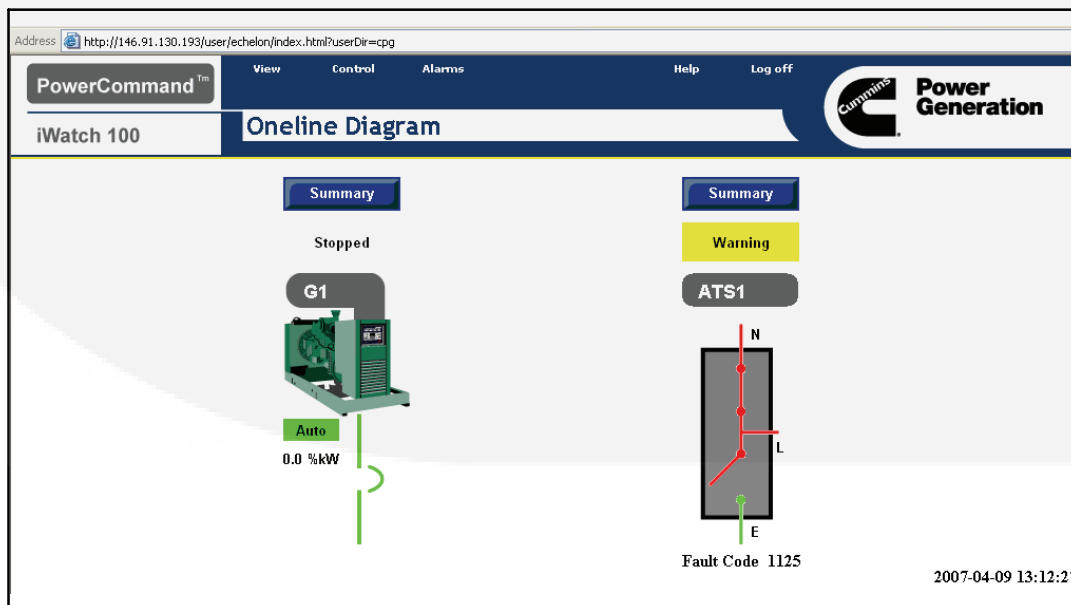 Address http://146.91.130.193/user/echelon/index.html?userDir=cpg
PowerCommand™
View Control Alarms Help Log off
Cummins
Power
Generation
iWatch 100
Oneline Diagram
Summary Summary
Stopped Warning
G1 ATS1
N
Auto
0.0 %kW
L
E
Fault Code 1125
2007-04-09 13:12:2